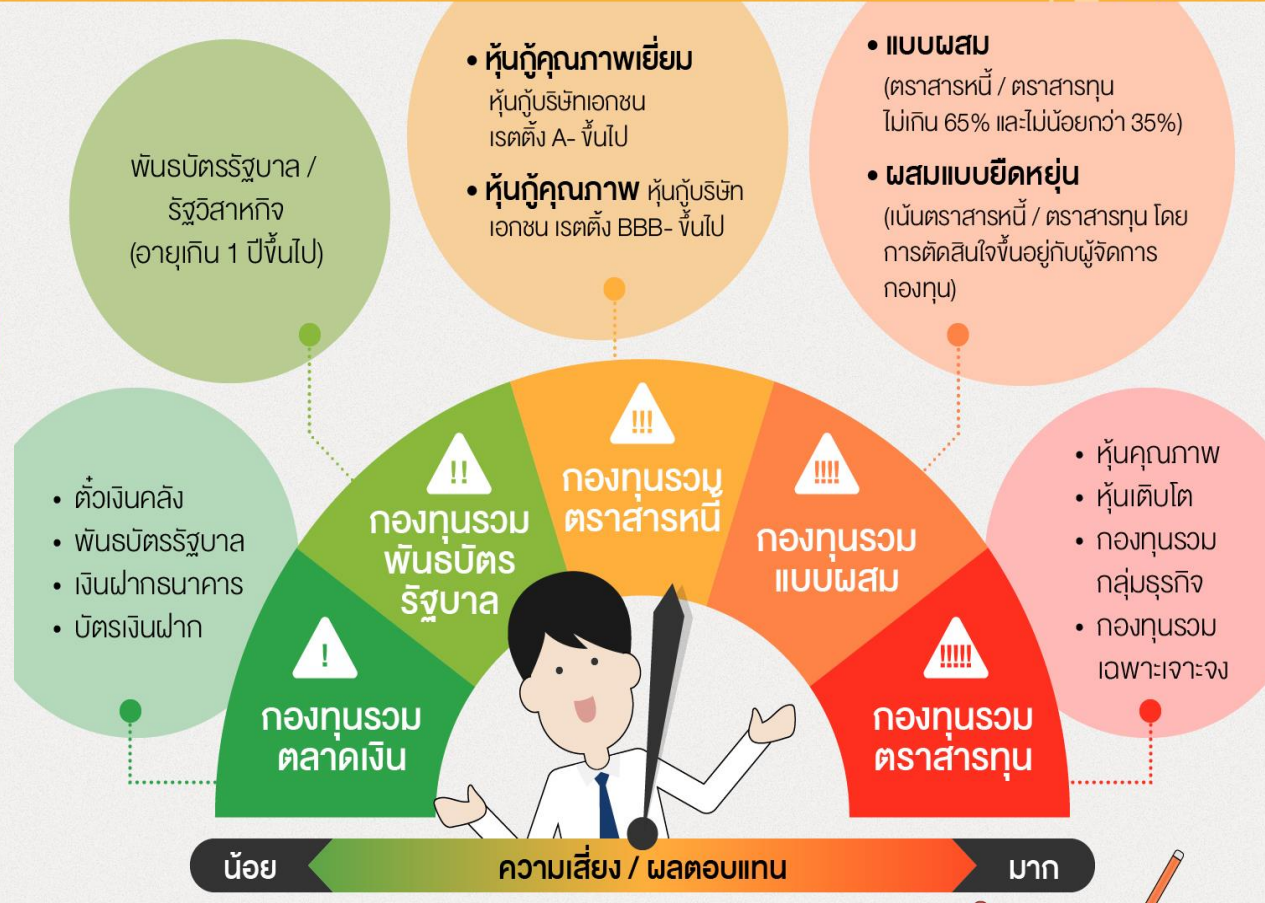 พันธบัตรรัฐบาล /
รัฐวิสาหกิจ
(อายุเกิน 1 ปีขึ้นไป)
• หุ้นกู้คุณภาพเยี่ยม
หุ้นกู้บริษัทเอกชน
เรตติ้ง A- ขึ้นไป
• หุ้นกู้คุณภาพ หุ้นกู้บริษัท
เอกชน เรตติ้ง BBB- ขึ้นไป
• แบบผสม
(ตราสารหนี้ / ตราสารทุน
ไม่เกิน 65% และไม่น้อยกว่า 35%)
• ผสมแบบยืดหยุ่น
(เน้นตราสารหนี้ / ตราสารทุน โดย
การตัดสินใจขึ้นอยู่กับผู้จัดการ
กองทุน)
• ตั๋วเงินคลัง
• พันธบัตรรัฐบาล
• เงินฝากธนาคาร
• บัตรเงินฝาก
!
กองทุนรวม
ตลาดเงิน
!!
กองทุนรวม
พันธบัตร
รัฐบาล
!!!
กองทุนรวม
ตราสารหนี้
!!!!
กองทุนรวม
แบบผสม
!!!!!
กองทุนรวม
ตราสารทุน
• หุ้นคุณภาพ
• หุ้นเติบโต
• กองทุนรวม
กลุ่มธุรกิจ
• กองทุนรวม
เฉพาะเจาะจง
น้อย
ความเสี่ยง / ผลตอบแทน
มาก